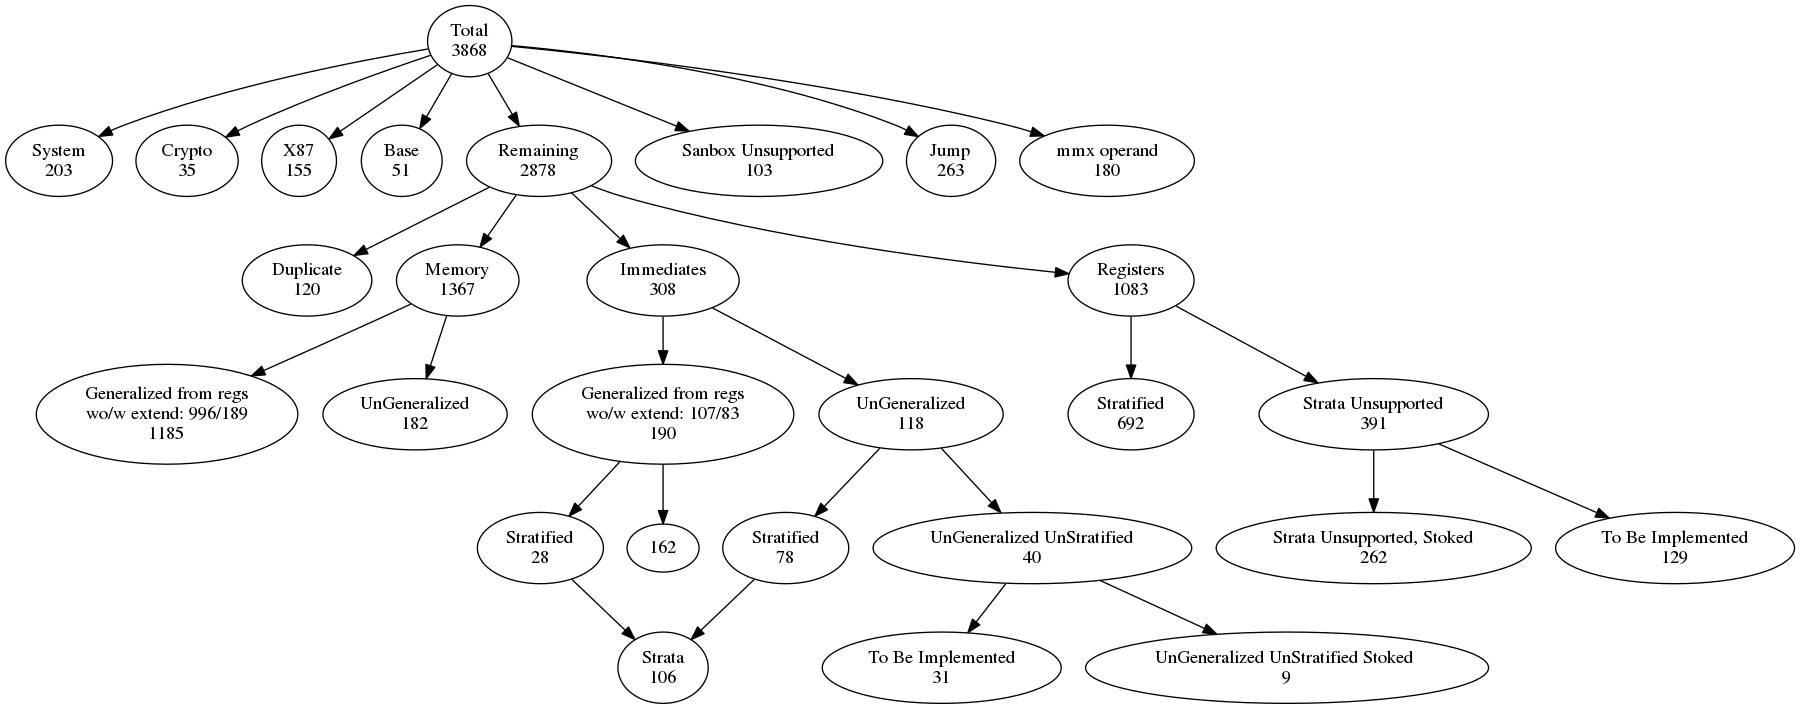 Total
3868
System
203
Crypto
35
X87
155
Base
51
Remaining
2878
Sanbox Unsupported
103
Jump
263
mmx operand
180
Duplicate
120
Memory
1367
Immediates
308
Registers
1083
Generalized from regs
wo/w extend: 996/189
1185
UnGeneralized
182
Generalized from regs
wo/w extend: 107/83
190
UnGeneralized
118
Stratified
692
Strata Unsupported
391
Stratified
28
162
Stratified
78
UnGeneralized UnStratified
40
Strata Unsupported, Stoked
262
To Be Implemented
129
Strata
106
To Be Implemented
31
UnGeneralized UnStratified Stoked
9